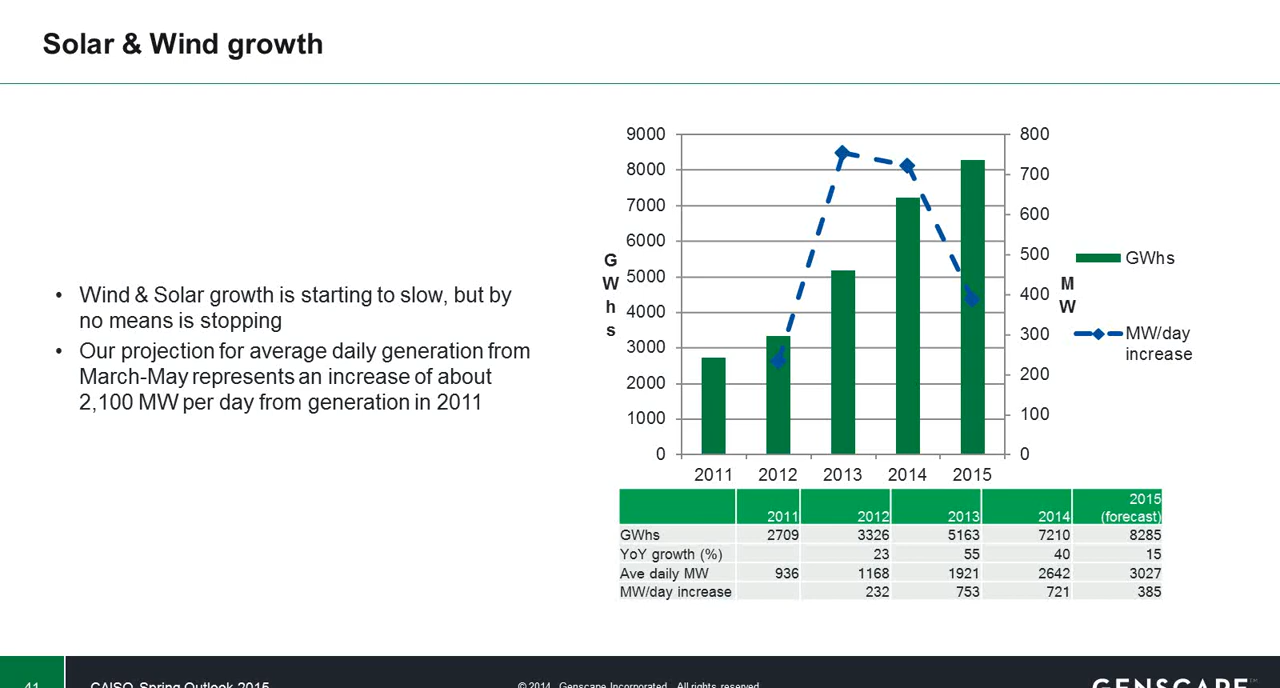 Solar & Wind growth
• Wind & Solar growth is starting to slow, but by
no means is stopping
• Our projection for average daily generation from
March-May represents an increase of about
2,100 MW per day from generation in 2011
9000
8000
7000
6000
5000
4000
3000
2000
1000
0
G
W
h
s
800
700
600
500
400
300
200
100
0
M
W
GWhs
MW/day
increase
2011 2012 2013 2014 2015
2011 2012 2013 2014 2015
(forecast)
GWhs 2709 3326 5163 7210 8285
YoY growth (%) 23 55 40 15
Ave daily MW 936 1168 1921 2642 3027
MW/day increase 232 753 721 385
41
CAISO Spring Outlook 2015
© 2014 Genscape Incorporated. All rights reserved
GENSCAPE™